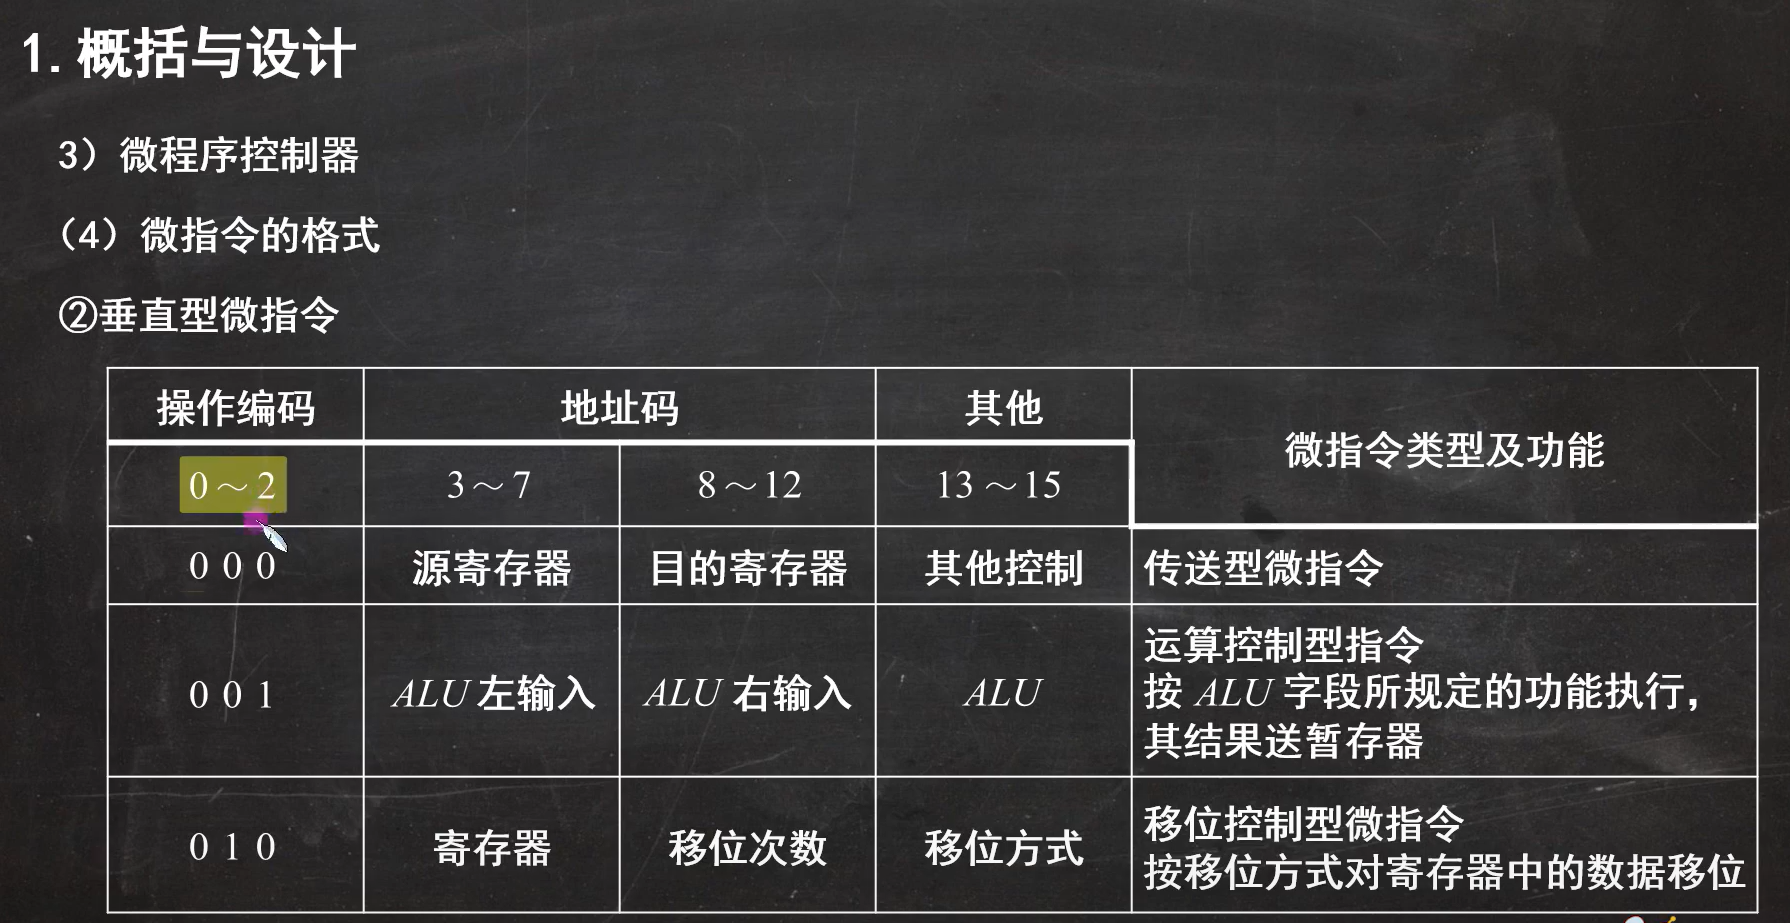 1.概括与设计
3）微程序控制器
（4）微指令的格式
②垂直型微指令
操作编码 地址码 其他 微指令类型及功能
0～2 3～7 8～12 13～15
0 0 0 源寄存器 目的寄存器 其他控制 传送型微指令
0 0 1 ALU左输入 ALU右输入 ALU 运算控制型指令
按 ALU 字段所规定的功能执行，
其结果送暂存器
0 1 0 寄存器 移位次数 移位方式 移位控制型微指令
按移位方式对寄存器中的数据移位